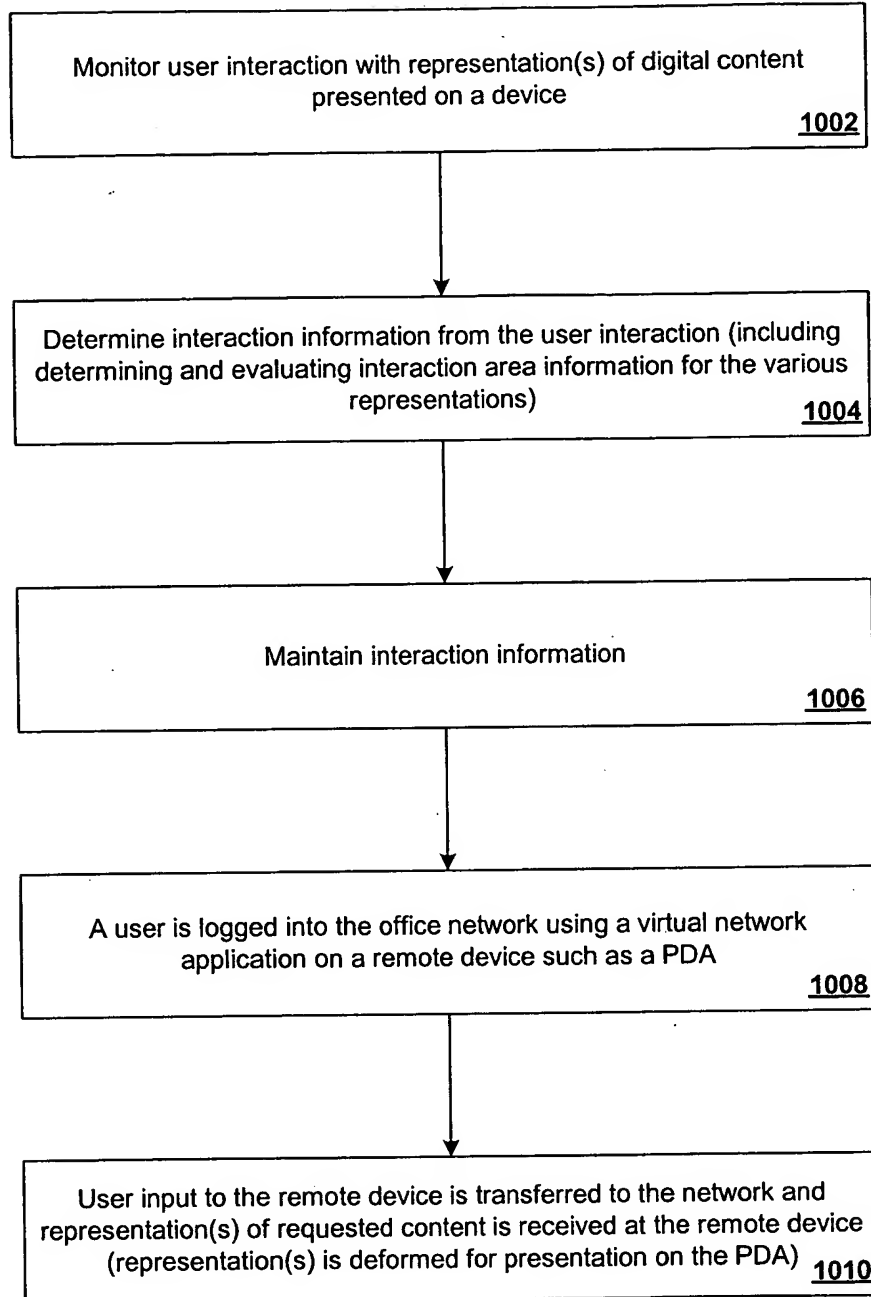 Monitor user interaction with representation(s) of digital content
presented on a device
1002
Determine interaction information from the user interaction (including
determining and evaluating interaction area information for the various
representations)
1004
Maintain interaction information
1006
A user is logged into the office network using a virtual network
application on a remote device such as a PDA
1008
User input to the remote device is transferred to the network and
representation(s) of requested content is received at the remote device
(representation(s) is deformed for presentation on the PDA)
1010